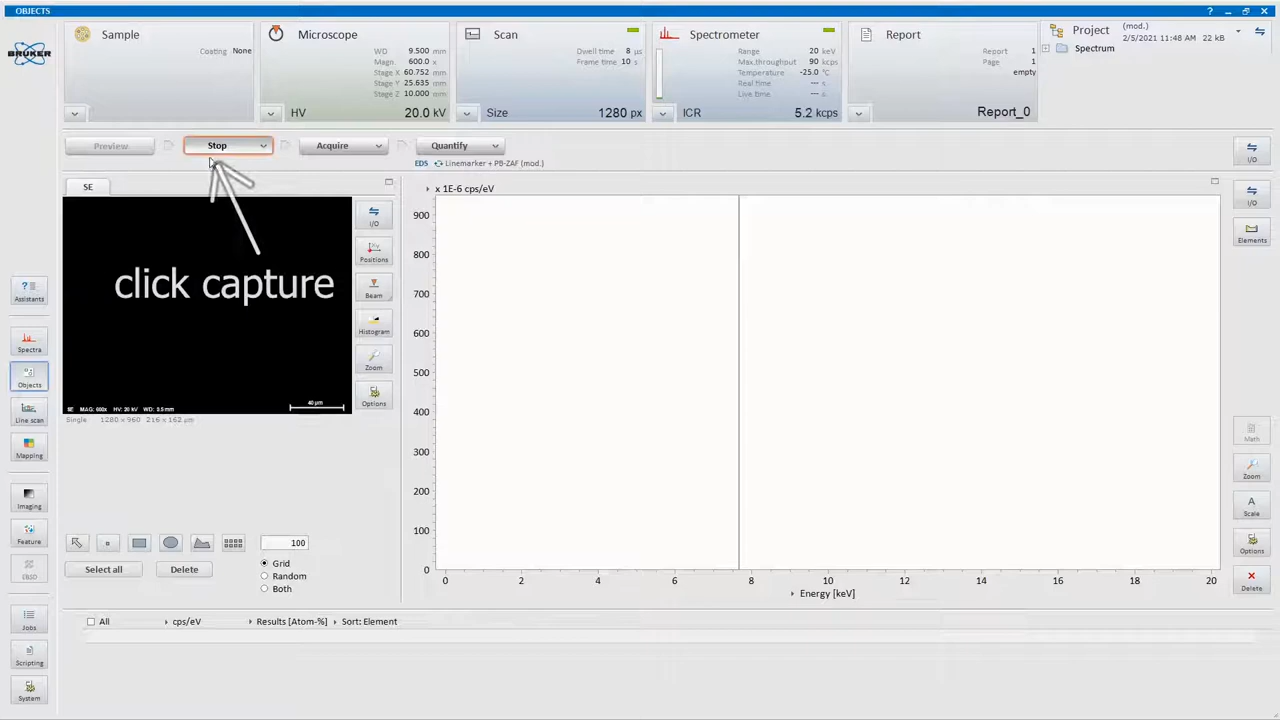 OBJECTS
?
BRUKER
Sample
Coating None
Microscope
WD 9.500 mm
Magn. 600.0 x
Stage X 60.752 mm
Stage Y 25.635 mm
Stage Z 10.000 mm
HV 20.0 kV
Scan
Dwell time 8 µs
Frame time 10 s
Size 1280 px
Spectrometer
Range 20 keV
Max.throughput 90 kcps
Temperature -25.0 °C
Real time --- s
Live time --- s
ICR 5.2 kcps
Report
Report 1
Page 1
empty
Report_0
Project (mod.)
2/5/2021 11:48 AM 22 kB
Spectrum
Preview
Stop
Acquire
Quantify
EDS Linemarker + PB-ZAF (mod.)
I/O
SE
click capture
SE MAG: 600x HV: 20 kV WD: 9.5 mm
40 µm
Single 1280 x 960 216 x 162 µm
I/O
Positions
Beam
Histogram
Zoom
Options
x 1E-6 cps/eV
900
800
700
600
500
400
300
200
100
0
0 2 4 6 8 10 12 14 16 18 20
Energy [keV]
I/O
Elements
Math
Zoom
A
Scale
Options
Delete
Assistants
Spectra
Objects
Line scan
Mapping
Imaging
Feature
EBSD
Jobs
Scripting
System
100
Select all
Delete
Grid
Random
Both
All
cps/eV
Results [Atom-%]
Sort: Element